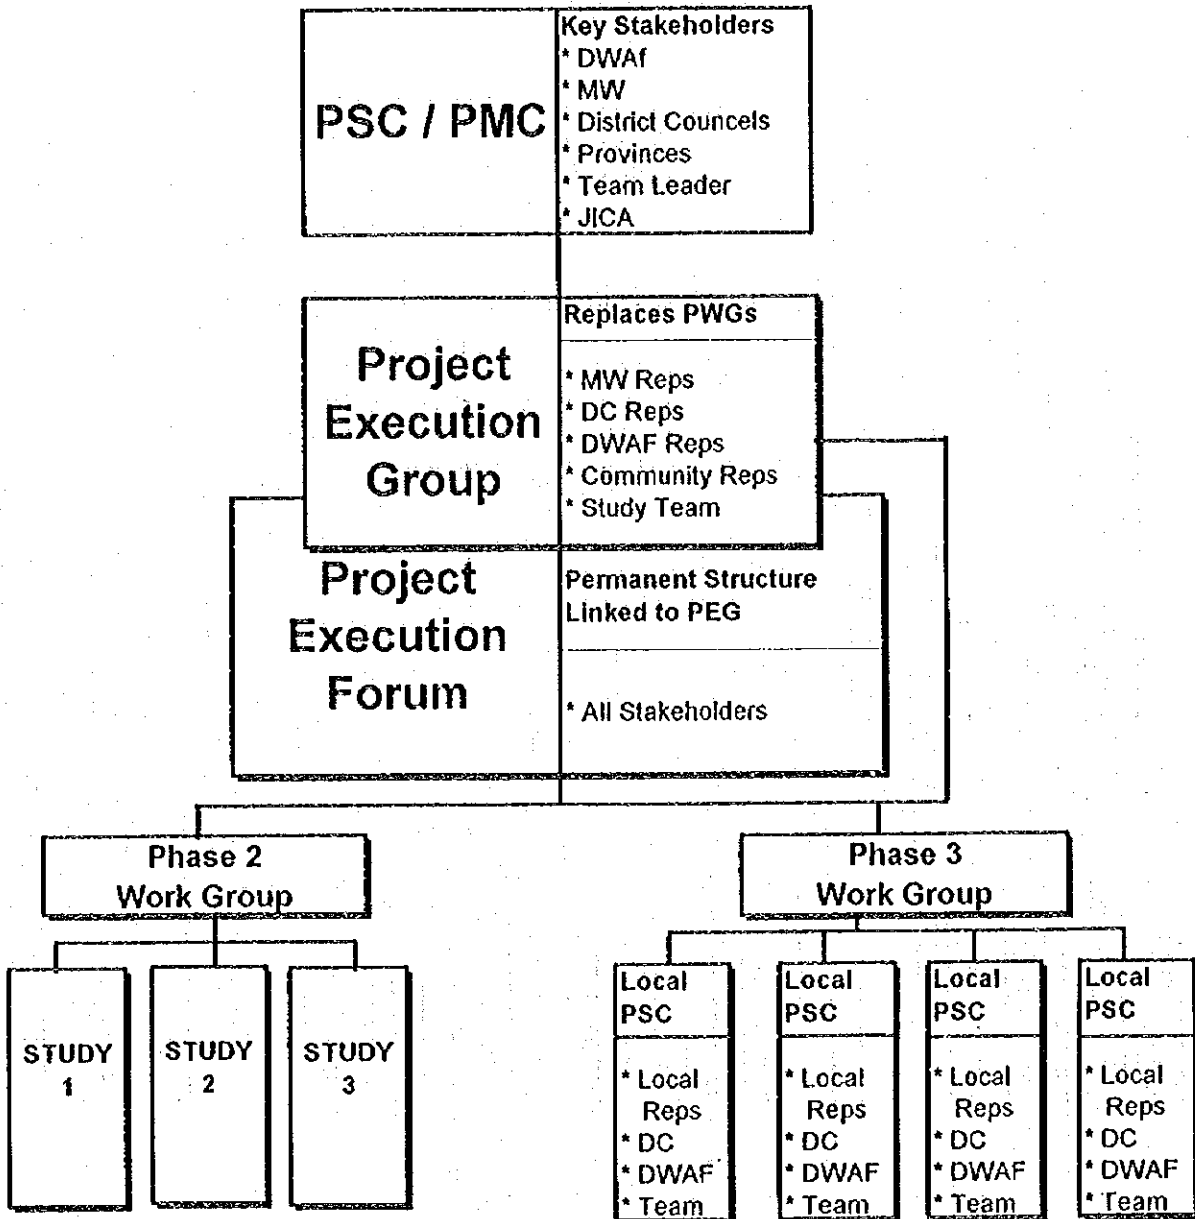 PSC / PMC
Key Stakeholders
* DWAf
* MW
* District Councels
* Provinces
* Team Leader
* JICA
Project
Execution
Group
Replaces PWGs
* MW Reps
* DC Reps
* DWAF Reps
* Community Reps
* Study Team
Project
Execution
Forum
Permanent Structure
Linked to PEG
* All Stakeholders
Phase 2
Work Group
Phase 3
Work Group
STUDY
1
STUDY
2
STUDY
3
Local
PSC
* Local
Reps
* DC
* DWAF
* Team
Local
PSC
* Local
Reps
* DC
* DWAF
* Team
Local
PSC
* Local
Reps
* DC
* DWAF
* Team
Local
PSC
* Local
Reps
* DC
* DWAF
* Team